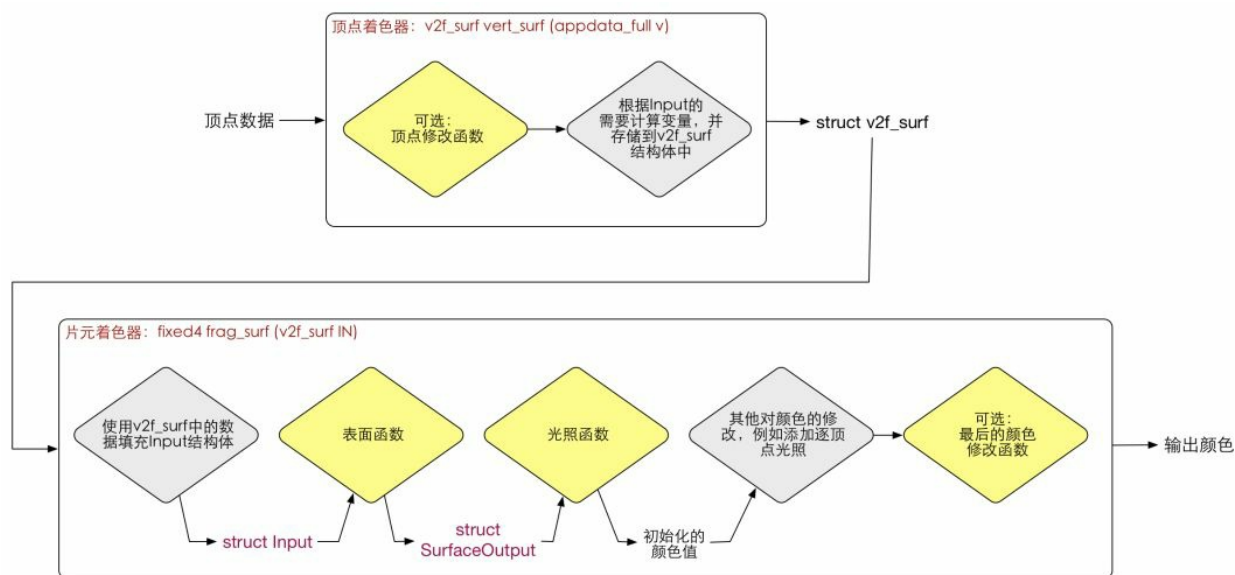 顶点着色器：v2f_surf vert_surf (appdata_full v)
顶点数据
可选：
顶点修改函数
根据Input的
需要计算变量，并
存储到v2f_surf
结构体中
struct v2f_surf
片元着色器：fixed4 frag_surf (v2f_surf IN)
使用v2f_surf中的数
据填充Input结构体
struct Input
表面函数
struct
SurfaceOutput
光照函数
初始化的
颜色值
其他对颜色的修
改，例如添加逐顶
点光照
可选：
最后的颜色
修改函数
输出颜色